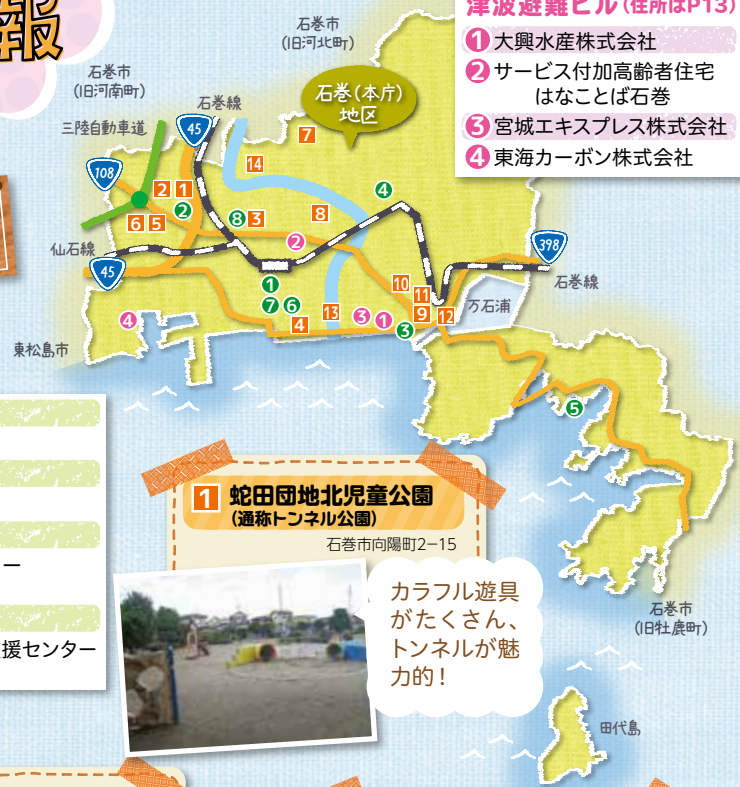 報
津波避難ビル(住所はP13)
1 大興水産株式会社
2 サービス付加高齢者住宅
はなことば石巻
3 宮城エキスプレス株式会社
4 東海カーボン株式会社
石巻市
(旧河北町)
石巻市
(旧河南町)
石巻(本庁)
地区
石巻線
三陸自動車道
45
7
108
14
2 1
4
2
6 5
8 3
8
2
仙石線
398
45
石巻線
1
10
11
万石浦
7 6
13
3 1
9
12
4
4
3
東松島市
5
ー
援センター
1 蛇田団地北児童公園
(通称トンネル公園)
石巻市向陽町2−15
カラフル遊具
がたくさん、
トンネルが魅
力的!
石巻市
(旧牡鹿町)
田代島